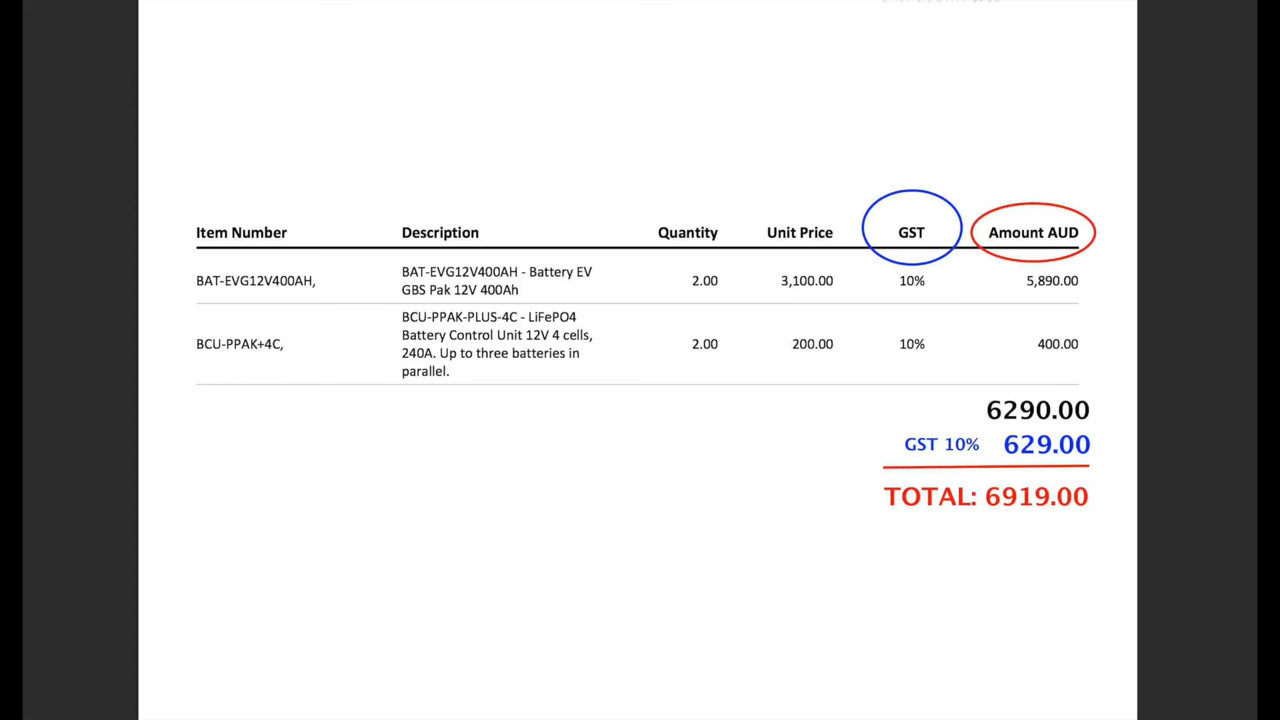 Item Number Description Quantity Unit Price GST Amount AUD
BAT-EVG12V400AH, BAT-EVG12V400AH - Battery EV 2.00 3,100.00 10% 5,890.00
GBS Pak 12V 400Ah
BCU-PPAK-PLUS-4C - LiFePO4
BCU-PPAK+4C, Battery Control Unit 12V 4 cells, 2.00 200.00 10% 400.00
240A. Up to three batteries in
parallel.
6290.00
GST 10% 629.00
TOTAL: 6919.00